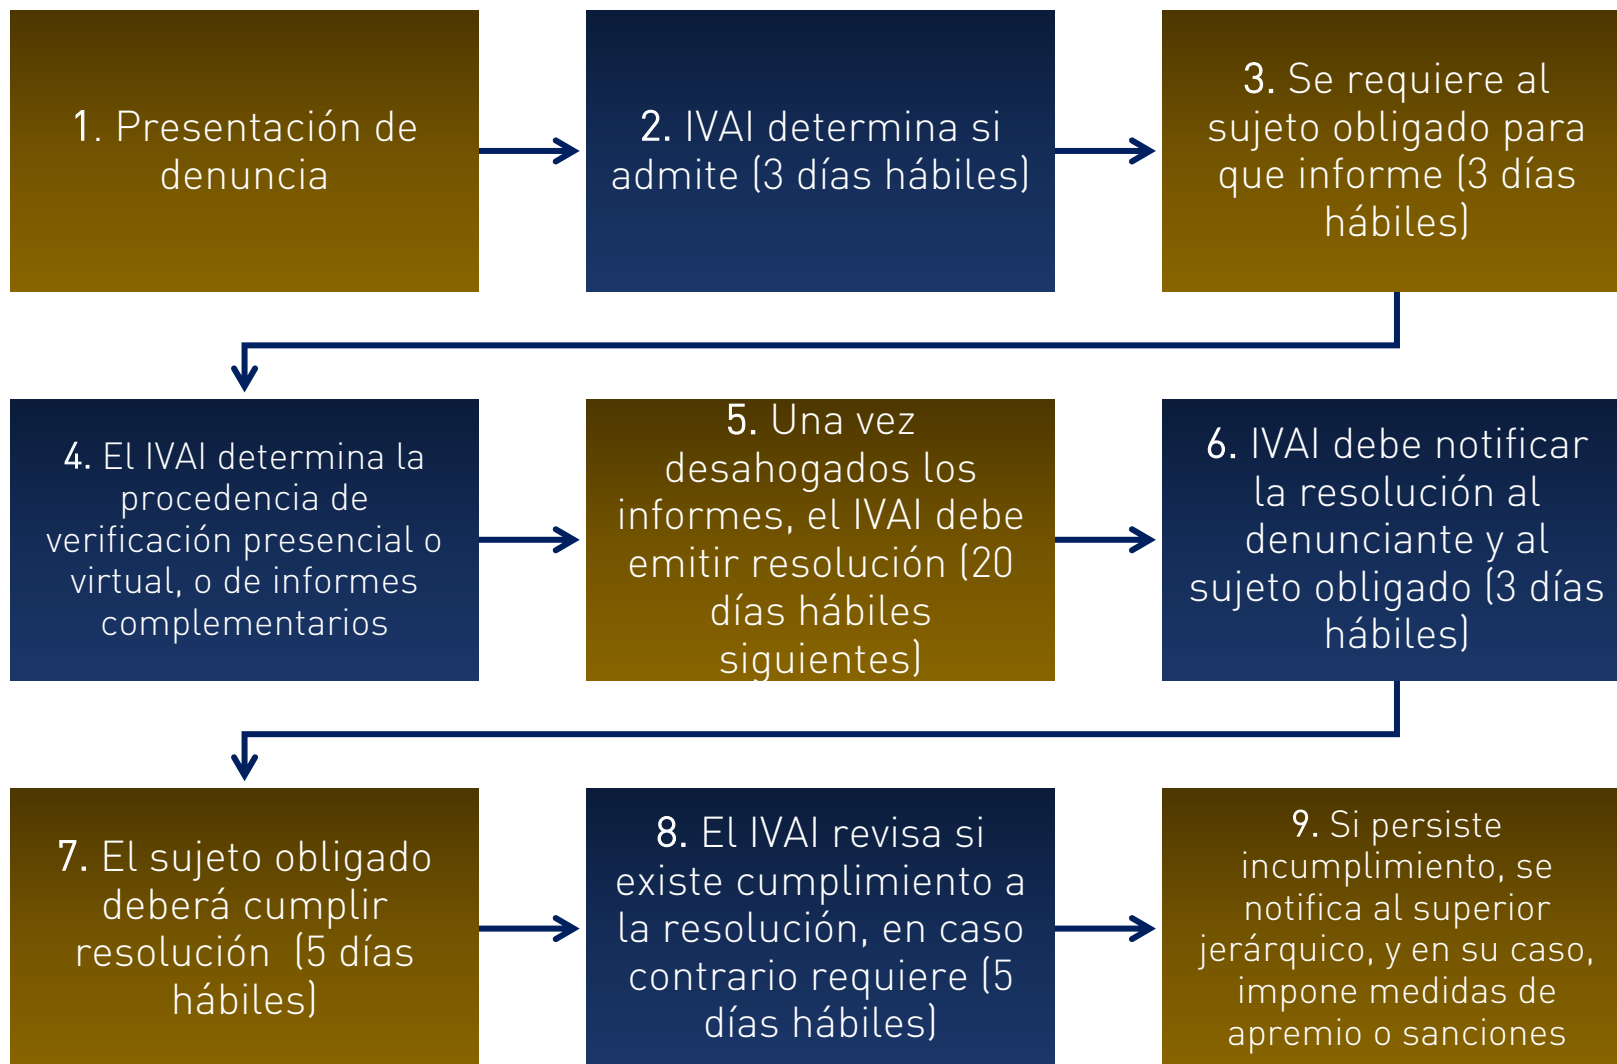 1. Presentación de
denuncia
2. IVAI determina si
admite (3 días hábiles)
3. Se requiere al
sujeto obligado para
que informe (3 días
hábiles)
4. El IVAI determina la
procedencia de
verificación presencial o
virtual, o de informes
complementarios
5. Una vez
desahogados los
informes, el IVAI debe
emitir resolución (20
días hábiles
siguientes)
6. IVAI debe notificar
la resolución al
denunciante y al
sujeto obligado (3 días
hábiles)
7. El sujeto obligado
deberá cumplir
resolución (5 días
hábiles)
8. El IVAI revisa si
existe cumplimiento a
la resolución, en caso
contrario requiere (5
días hábiles)
9. Si persiste
incumplimiento, se
notifica al superior
jerárquico, y en su caso,
impone medidas de
apremio o sanciones